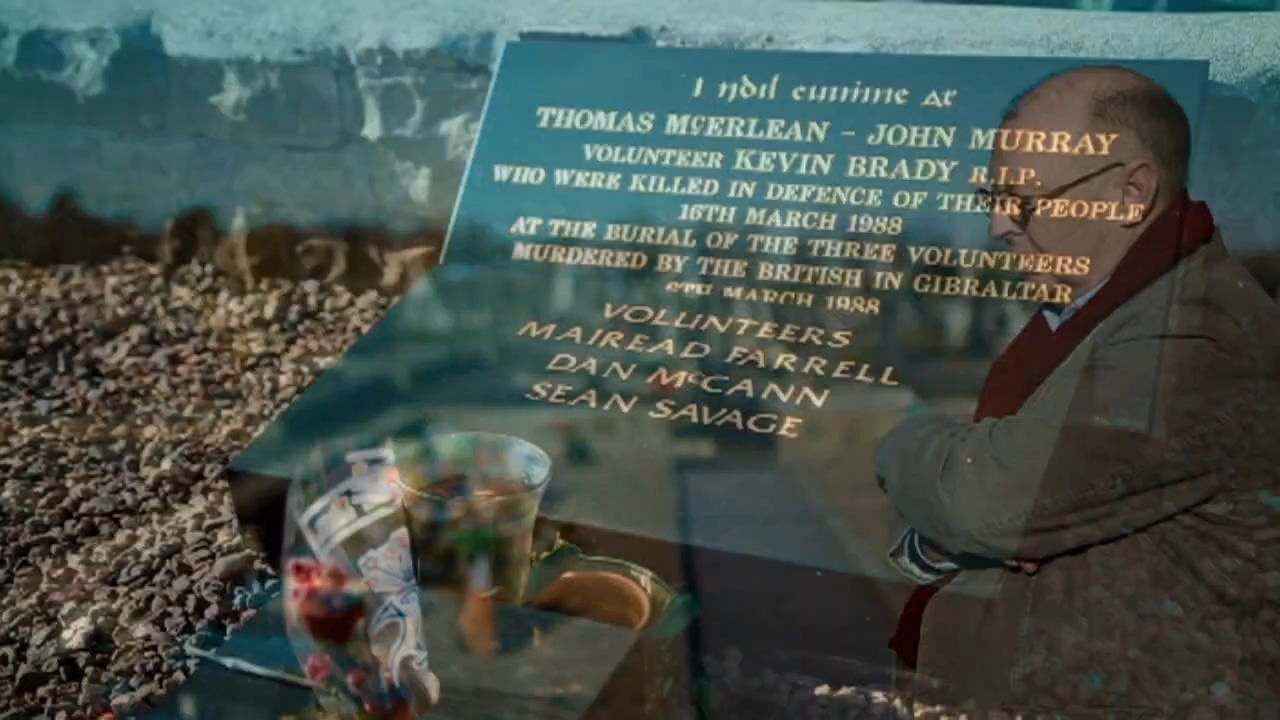 I ndil cuimne ar
THOMAS McERLEAN - JOHN MURRAY
VOLUNTEER KEVIN BRADY R.I.P.
WHO WERE KILLED IN DEFENCE OF THEIR PEOPLE
16TH MARCH 1988
AT THE BURIAL OF THE THREE VOLUNTEERS
MURDERED BY THE BRITISH IN GIBRALTAR
6TH MARCH 1988
VOLUNTEERS
MAIREAD FARRELL
DAN McCANN
SEAN SAVAGE